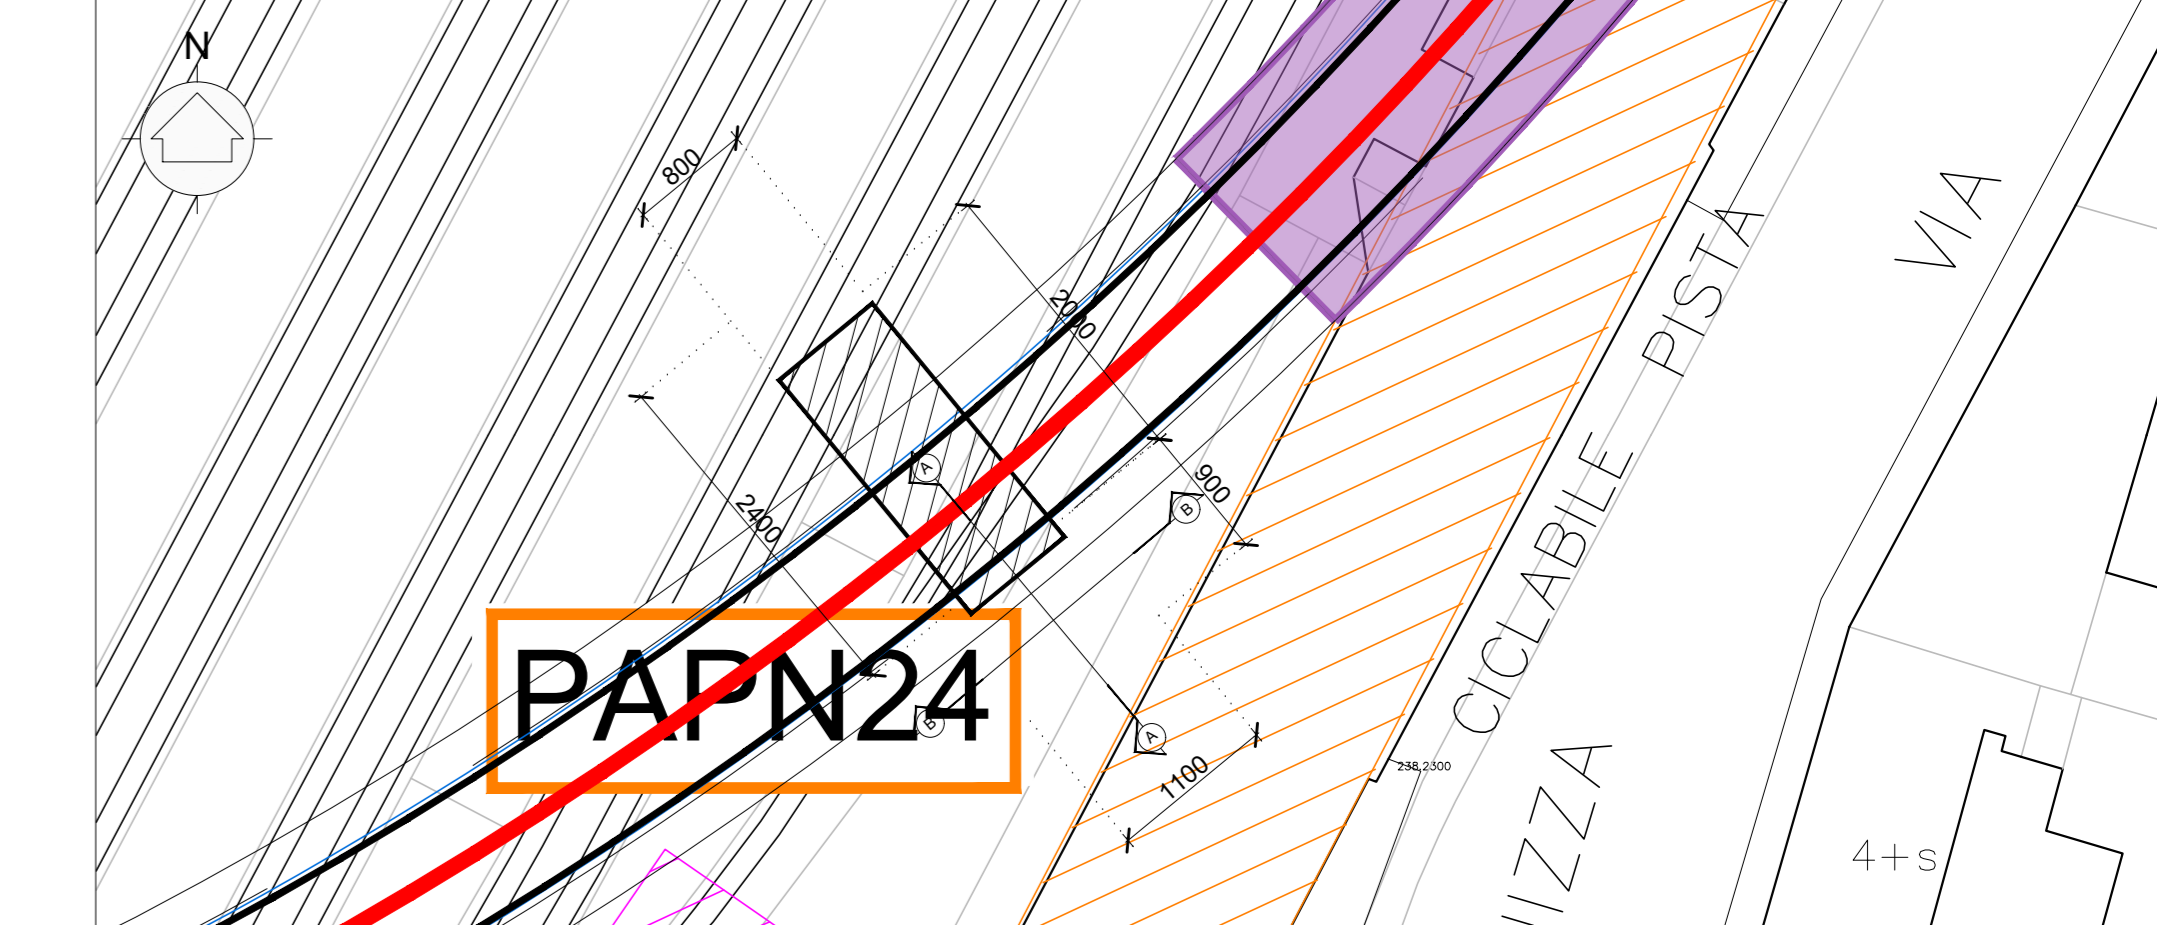 N
800
2000
2400
900
A
B
PAPN24
B
A
1100
238,2300
PISTA
CICLABILE
VIA
IZZA
4+s